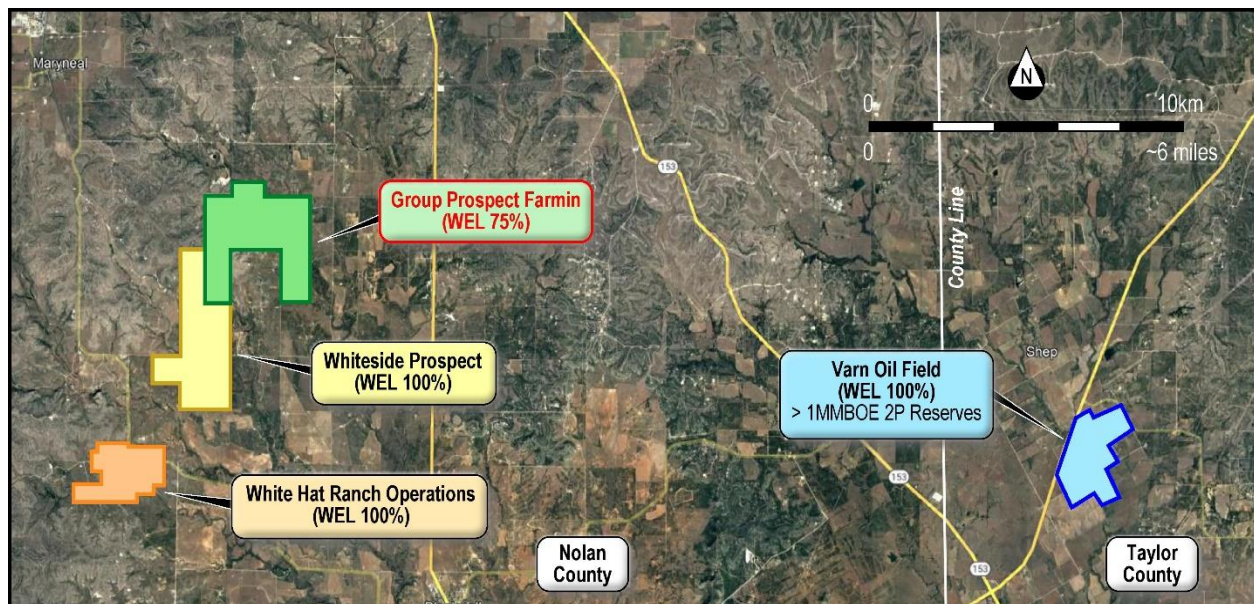 Maryneal
153
N
0
10km
0
~6 miles
Group Prospect Farmin
(WEL 75%)
County Line
Whiteside Prospect
(WEL 100%)
Shep
Varn Oil Field
(WEL 100%)
> 1MMBOE 2P Reserves
White Hat Ranch Operations
(WEL 100%)
153
Nolan
County
153
Taylor
County